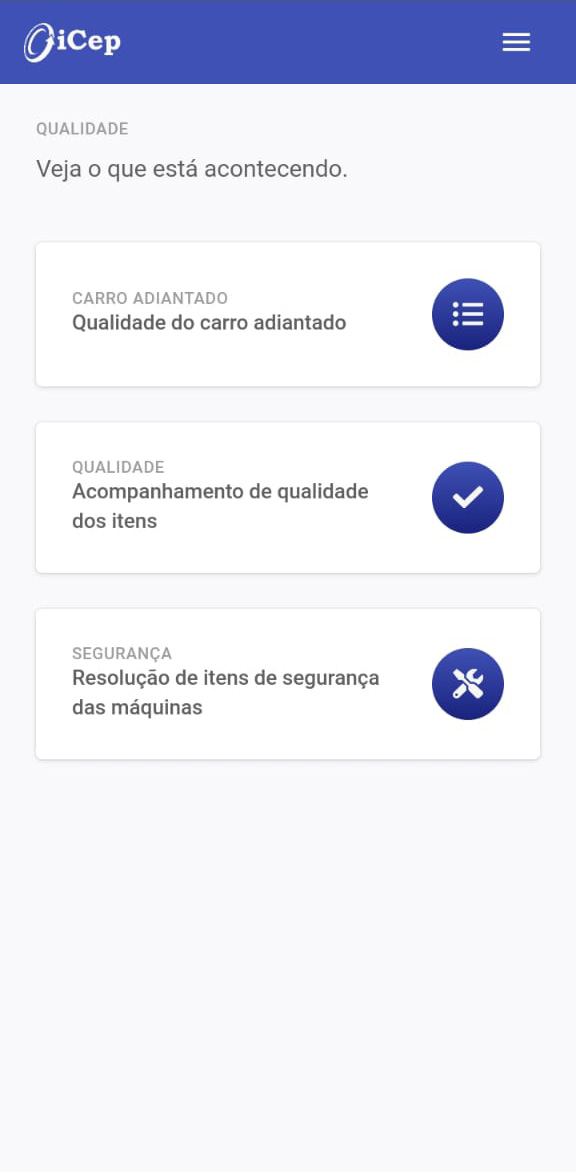 OiCep
QUALIDADE
Veja o que está acontecendo.
CARRO ADIANTADO
Qualidade do carro adiantado
QUALIDADE
Acompanhamento de qualidade
dos itens
SEGURANÇA
Resolução de itens de segurança
das máquinas